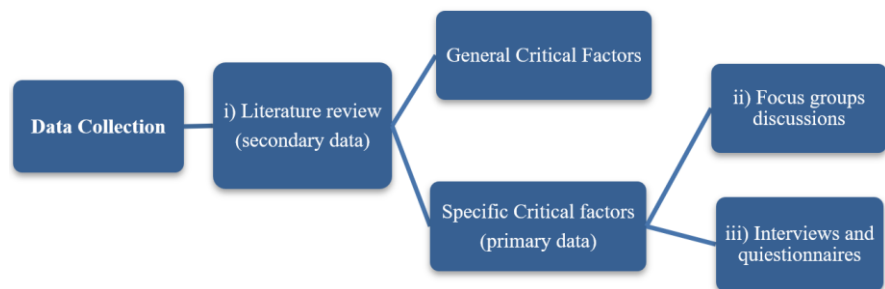 Data Collection
i) Literature review
(secondary data)
General Critical Factors
Specific Critical factors
(primary data)
ii) Focus groups
discussions
iii) Interviews and
quiestionnaires